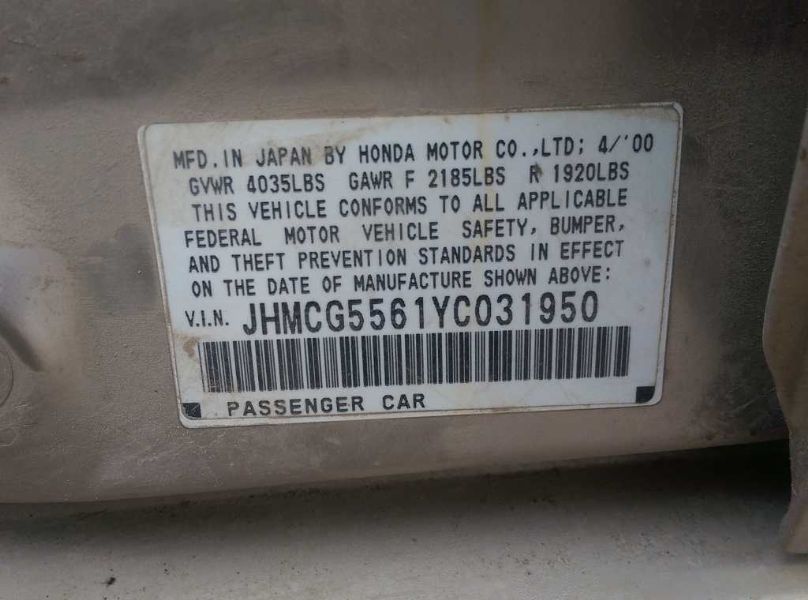 MFD. IN JAPAN BY HONDA MOTOR CO.,LTD; 4/'00
GVWR 4035LBS GAWR F 2185LBS R 1920LBS
THIS VEHICLE CONFORMS TO ALL APPLICABLE
FEDERAL MOTOR VEHICLE SAFETY, BUMPER,
AND THEFT PREVENTION STANDARDS IN EFFECT
ON THE DATE OF MANUFACTURE SHOWN ABOVE:
V.I.N. JHMCG5561YC031950
PASSENGER CAR